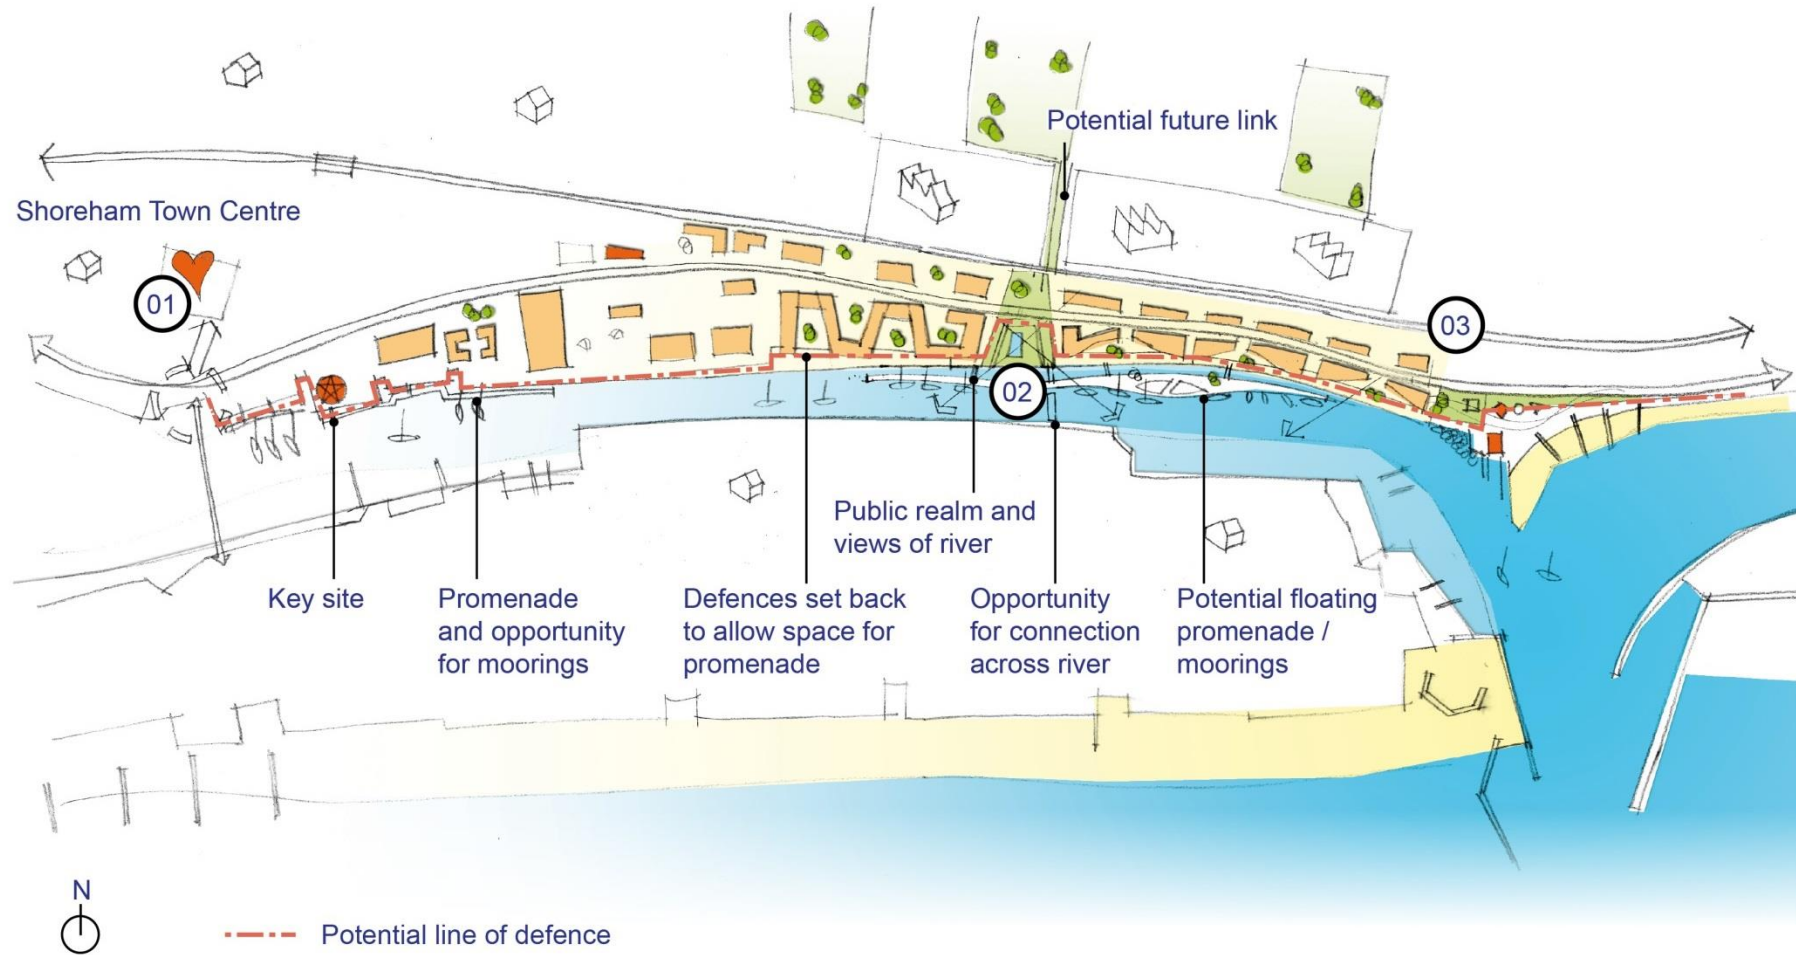 Potential future link
Shoreham Town Centre
01
03
02
Public realm and
views of river
Key site
Promenade
and opportunity
for moorings
Defences set back
to allow space for
promenade
Opportunity
for connection
across river
Potential floating
promenade /
moorings
N
Potential line of defence